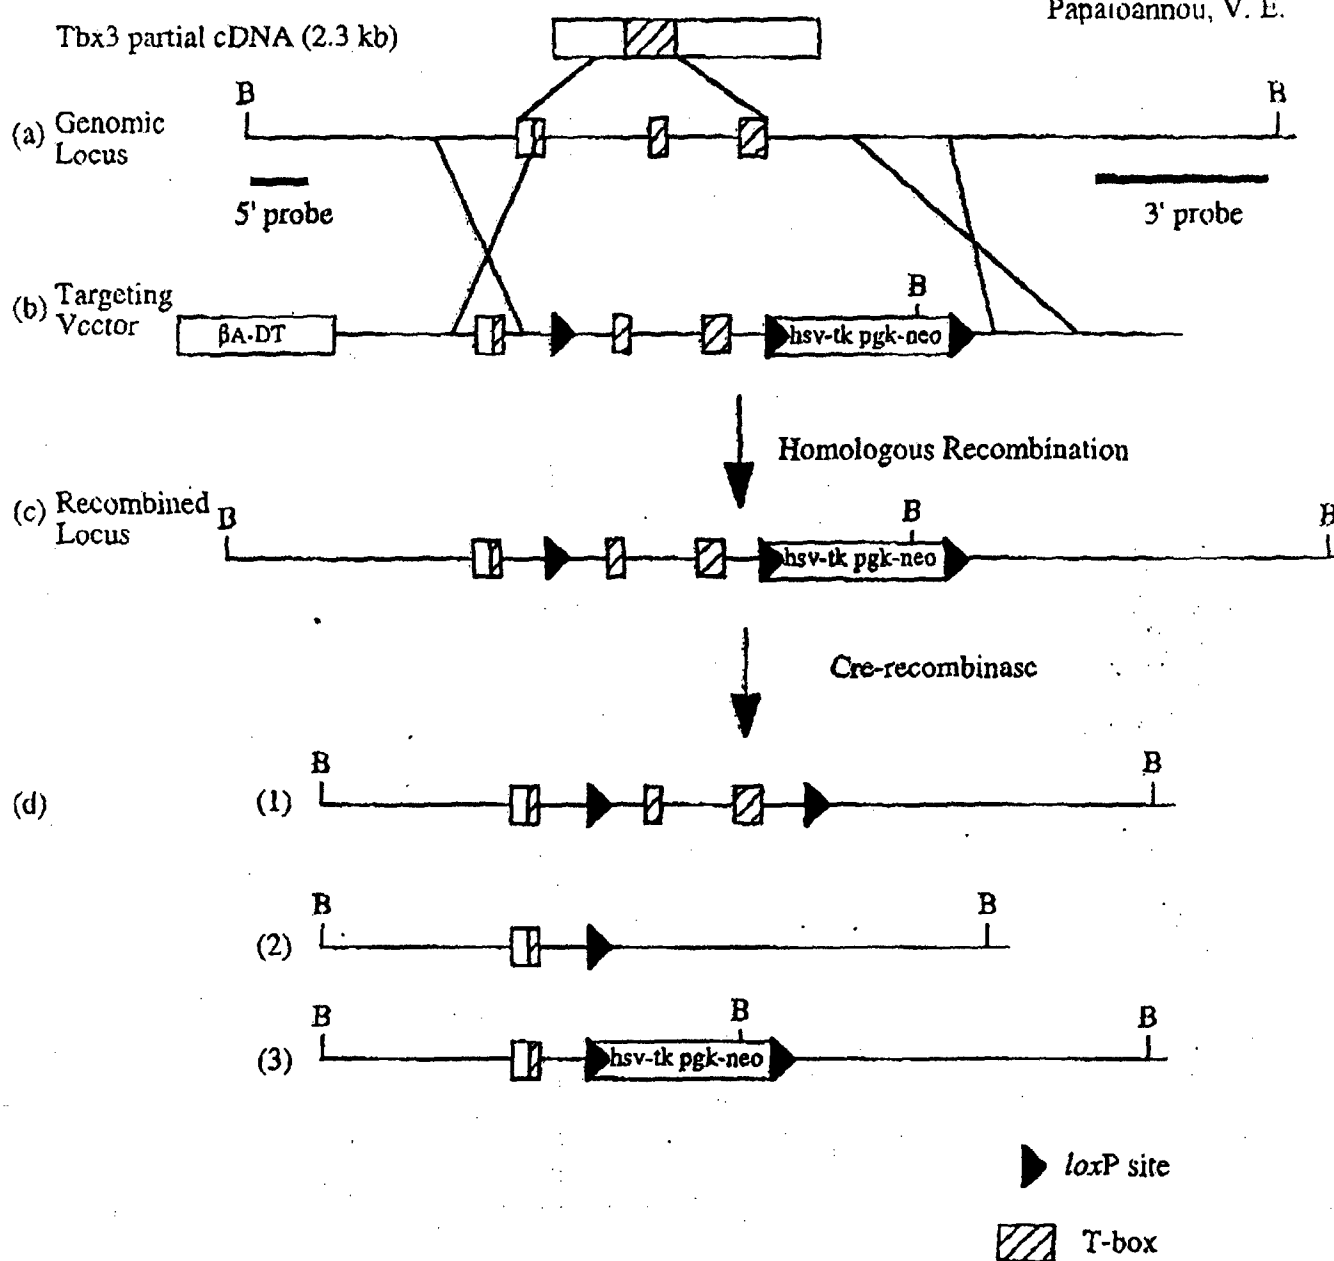 Papaioannou, V. E.
Tbx3 partial cDNA (2.3 kb)
B B
(a) Genomic Locus
5' probe 3' probe
(b) Targeting Vector
B
βA-DT hsv-tk pgk-neo
Homologous Recombination
(c) Recombined Locus
B B B
hsv-tk pgk-neo
Cre-recombinase
B B
(d) (1)
B B
(2)
B B B
(3) hsv-tk pgk-neo
loxP site
T-box